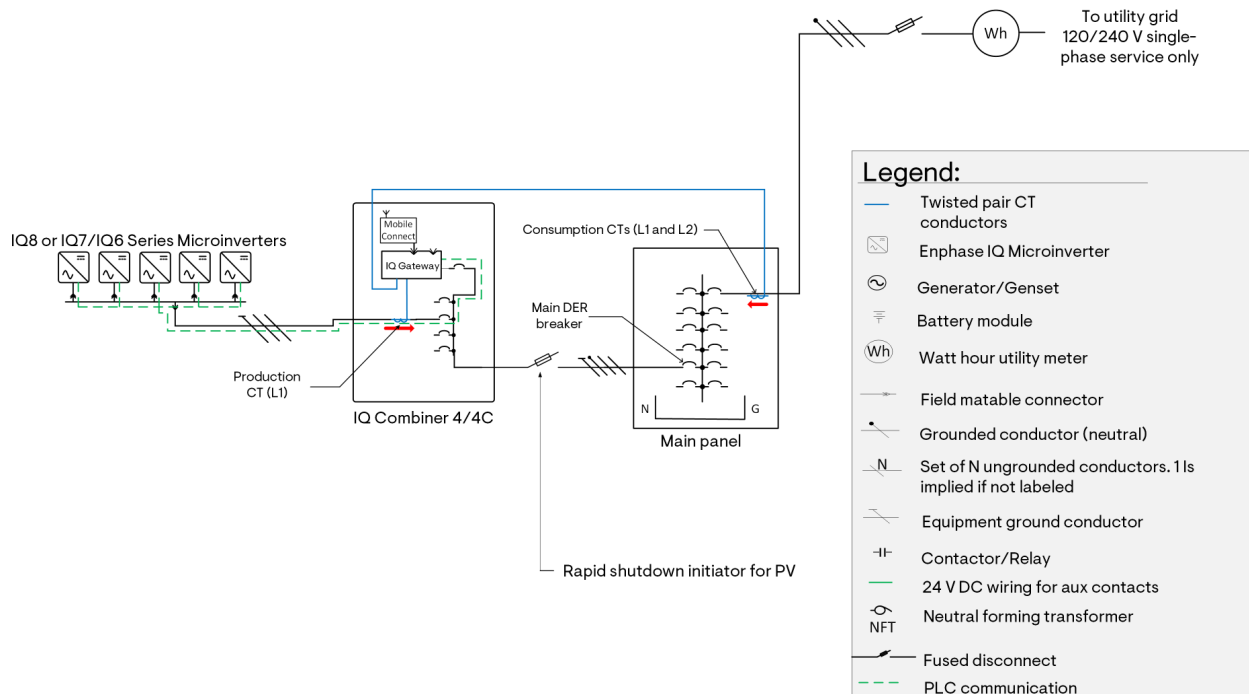 To utility grid
120/240 V single-
phase service only
Wh
IQ8 or IQ7/IQ6 Series Microinverters
Mobile
Connect
IQ Gateway
Production
CT (L1)
IQ Combiner 4/4C
Consumption CTs (L1 and L2)
Main DER
breaker
N
G
Main panel
Rapid shutdown initiator for PV
Legend:
Twisted pair CT
conductors
Enphase IQ Microinverter
Generator/Genset
Battery module
Wh
Watt hour utility meter
Field matable connector
Grounded conductor (neutral)
N
Set of N ungrounded conductors. 1 Is
implied if not labeled
Equipment ground conductor
Contactor/Relay
24 V DC wiring for aux contacts
NFT
Neutral forming transformer
Fused disconnect
PLC communication